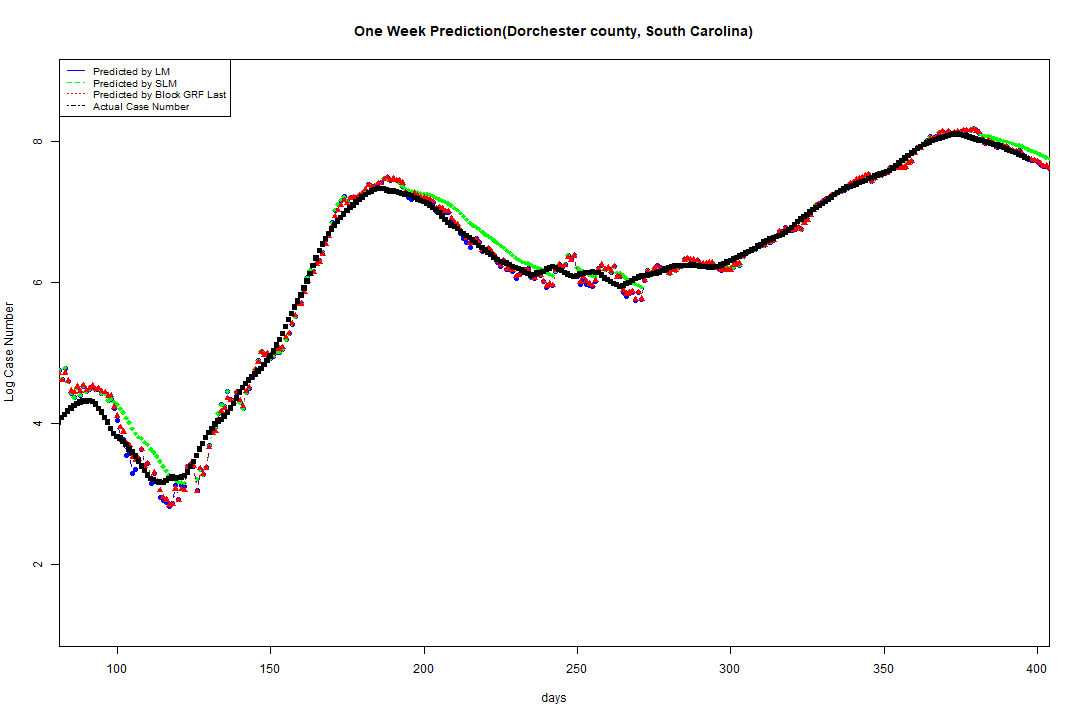 One Week Prediction(Dorchester county, South Carolina)
Predicted by LM
Predicted by SLM
Predicted by Block GRF Last
Actual Case Number
8
6
4
2
Log Case Number
100 150 200 250 300 350 400
days